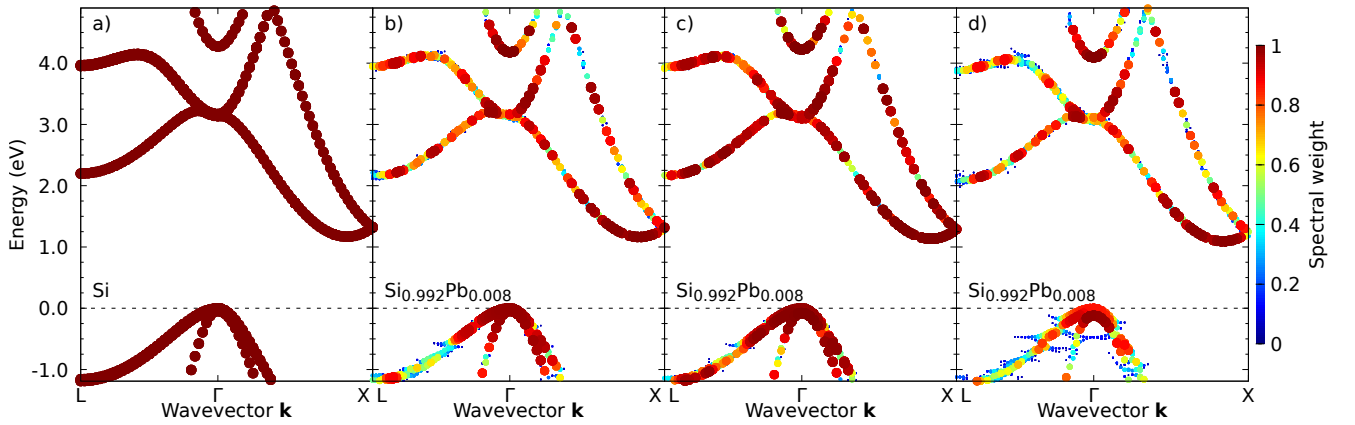 a) b) c) d)
4.0
3.0
2.0
1.0
0.0
-1.0
Energy (eV)
Si Si0.992Pb0.008 Si0.992Pb0.008 Si0.992Pb0.008
L Γ X L Γ X L Γ X L Γ X
Wavevector k Wavevector k Wavevector k Wavevector k
1
0.8
0.6
0.4
0.2
0
Spectral weight